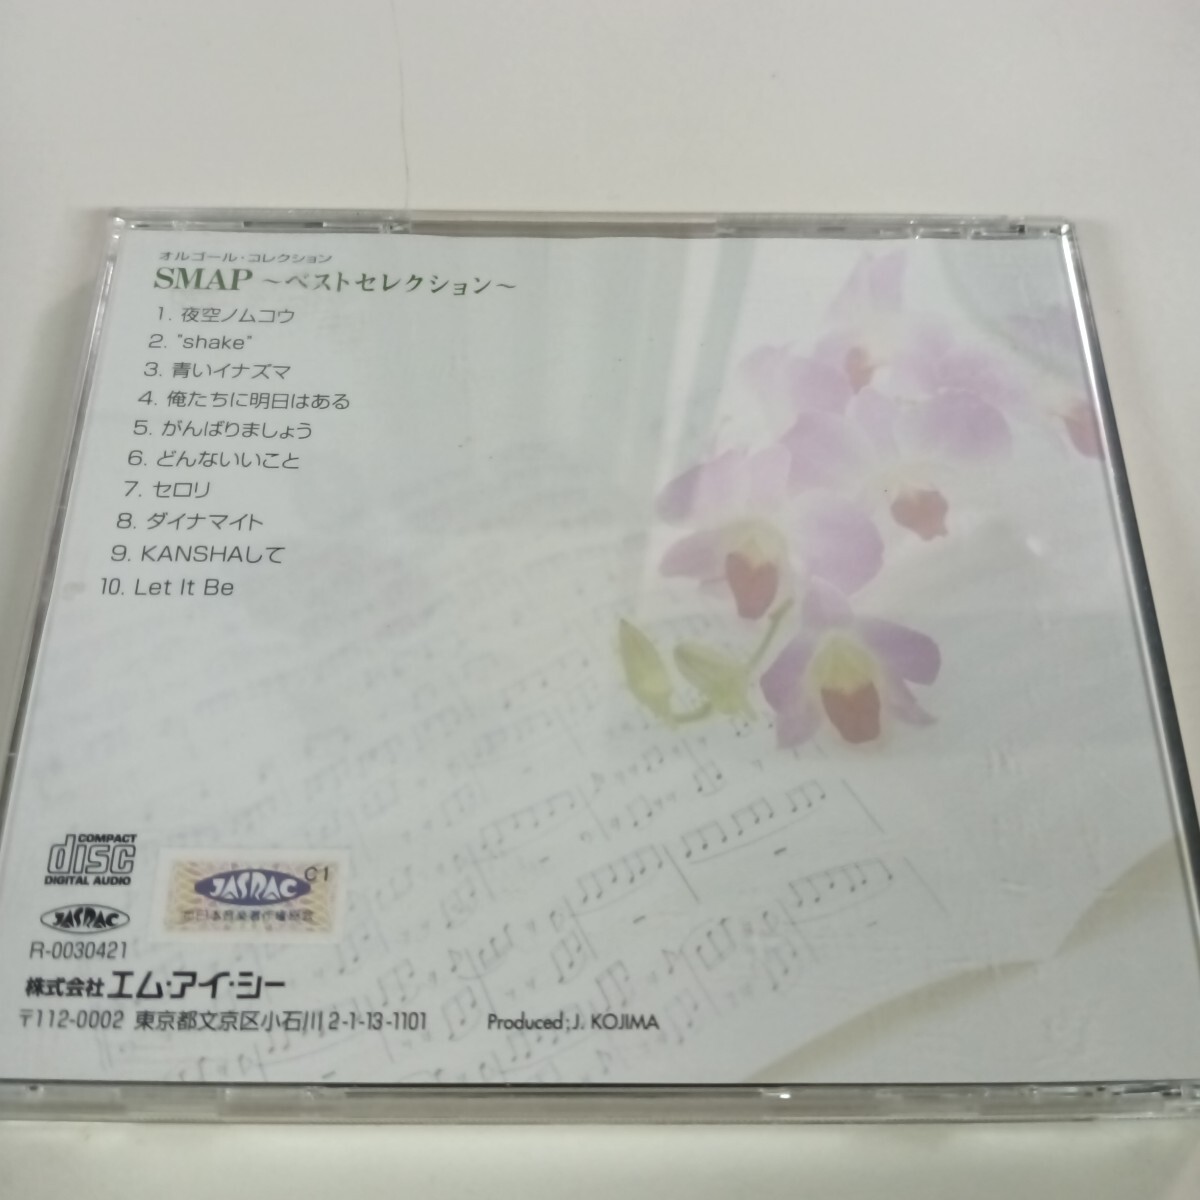 オルゴール・コレクション
SMAP ～ベストセレクション～
1. 夜空ノムコウ
2. "shake"
3. 青いイナズマ
4. 俺たちに明日はある
5. がんばりましょう
6. どんないいこと
7. セロリ
8. ダイナマイト
9. KANSHAして
10. Let It Be
COMPACT
disc
DIGITAL AUDIO
JASRAC
C1
JASRAC
R-0030421
株式会社 エム・アイ・シー
〒112-0002 東京都文京区小石川2-1-13-1101
Produced: J. KOJIMA